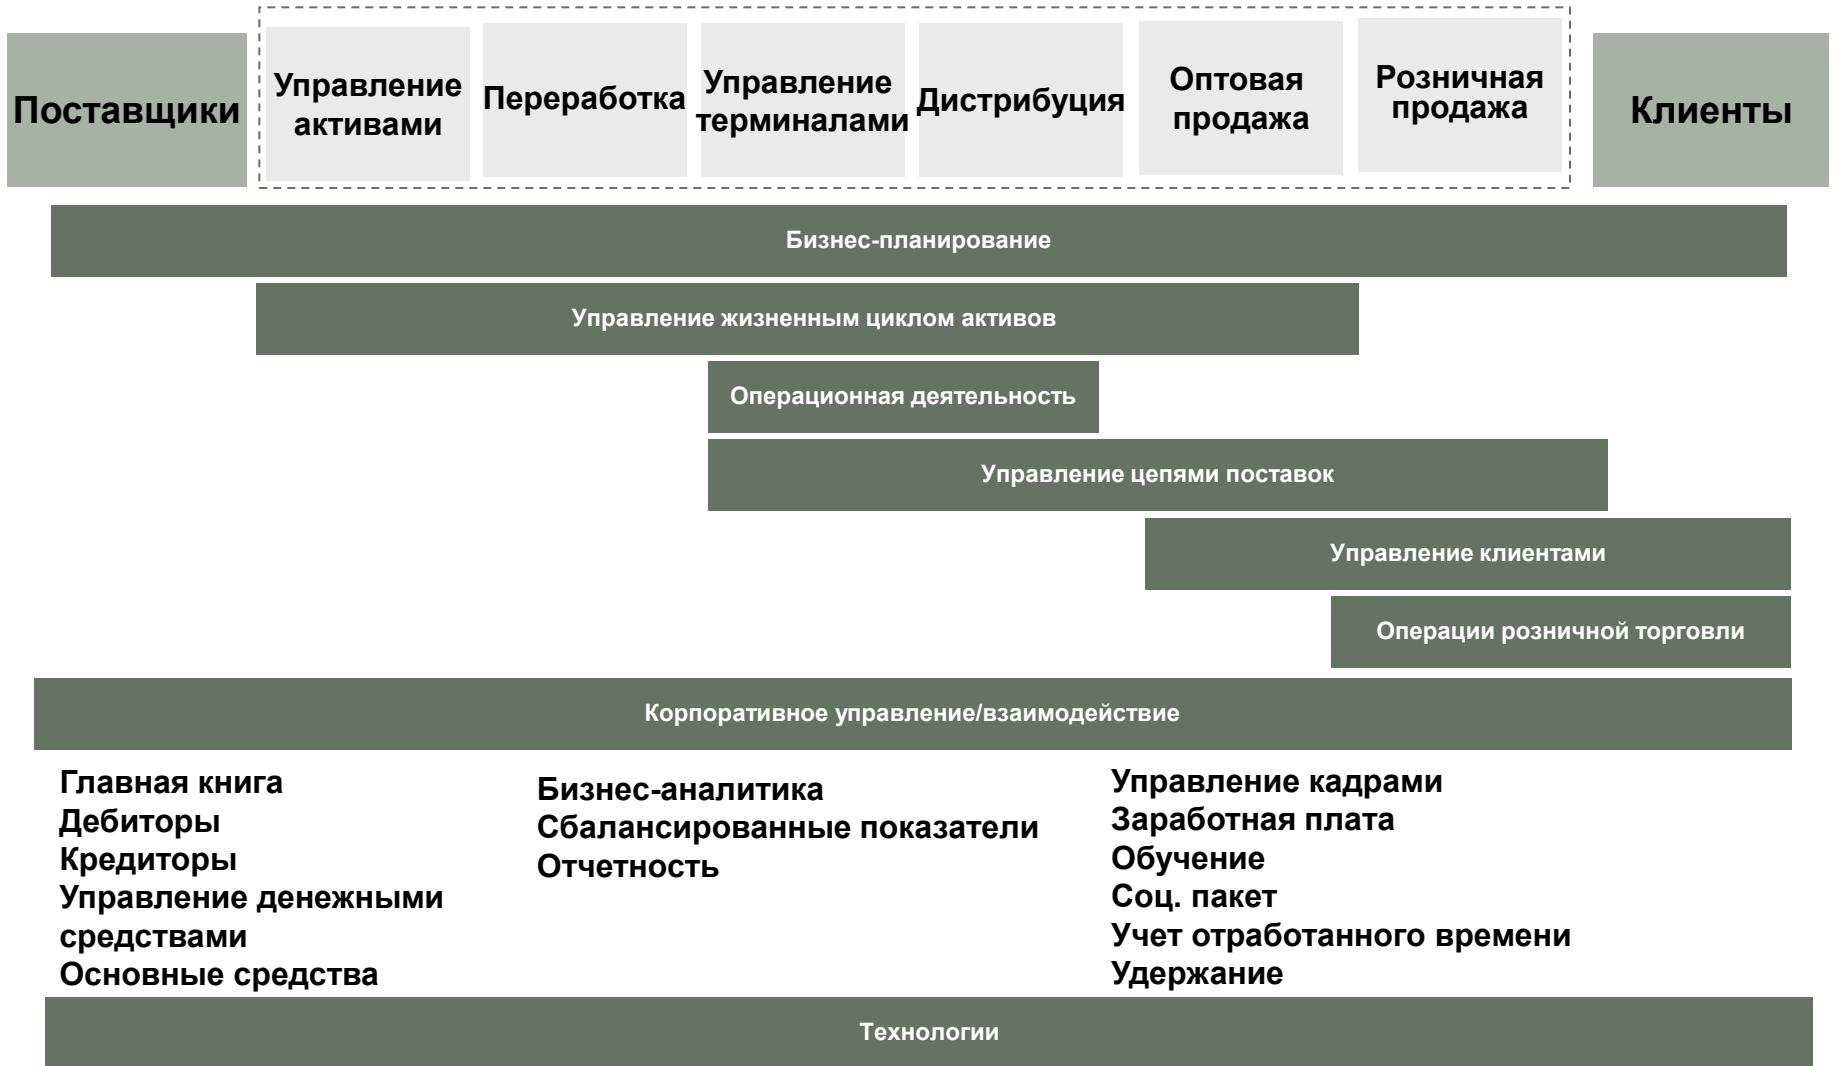 Поставщики
Управление
активами
Переработка
Управление
терминалами
Дистрибуция
Оптовая
продажа
Розничная
продажа
Клиенты
Бизнес-планирование
Управление жизненным циклом активов
Операционная деятельность
Управление цепями поставок
Управление клиентами
Операции розничной торговли
Корпоративное управление/взаимодействие
Главная книга
Дебиторы
Кредиторы
Управление денежными
средствами
Основные средства
Бизнес-аналитика
Сбалансированные показатели
Отчетность
Управление кадрами
Заработная плата
Обучение
Соц. пакет
Учет отработанного времени
Удержание
Технологии